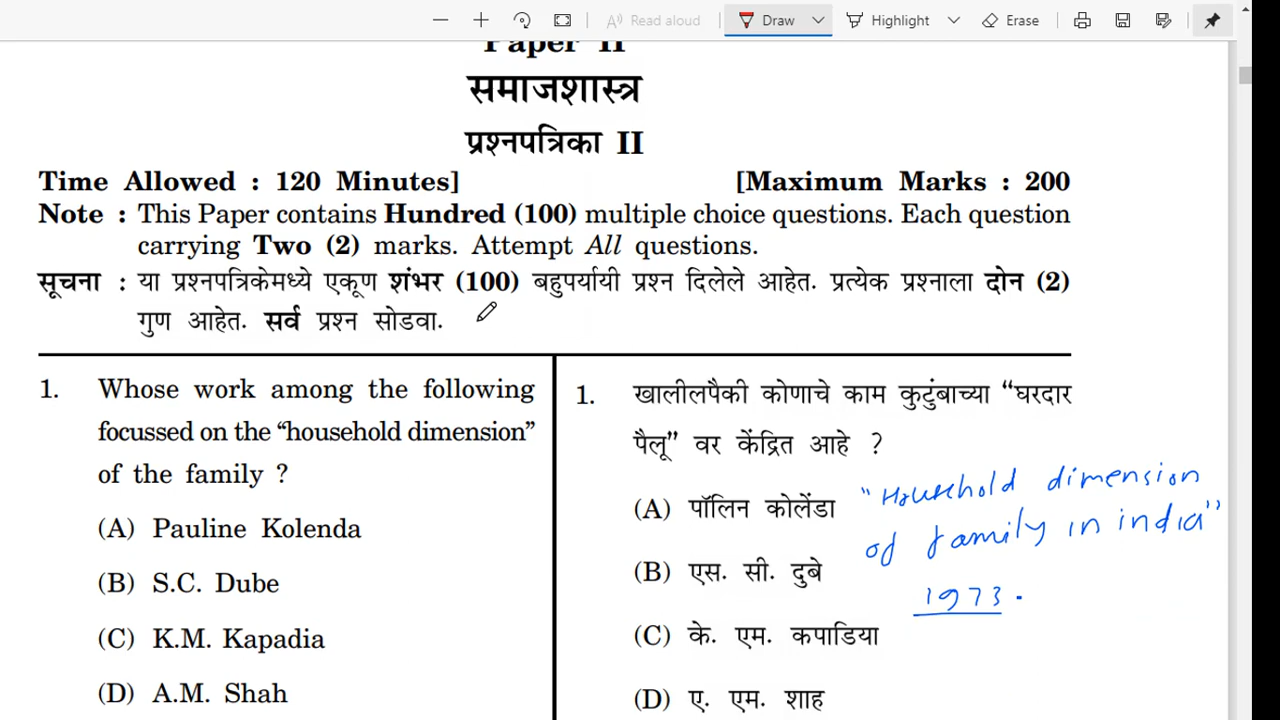 Read aloud
Draw
Highlight
Erase
Paper II
समाजशास्त्र
प्रश्नपत्रिका II
Time Allowed : 120 Minutes]
[Maximum Marks : 200
Note : This Paper contains Hundred (100) multiple choice questions. Each question
carrying Two (2) marks. Attempt All questions.
सूचना : या प्रश्नपत्रिकेमध्ये एकूण शंभर (100) बहुपर्यायी प्रश्न दिलेले आहेत. प्रत्येक प्रश्नाला दोन (2)
गुण आहेत. सर्व प्रश्न सोडवा.
1. Whose work among the following
focussed on the “household dimension”
of the family ?
(A) Pauline Kolenda
(B) S.C. Dube
(C) K.M. Kapadia
(D) A.M. Shah
1. खालीलपैकी कोणाचे काम कुटुंबाच्या “घरदार
पैलू” वर केंद्रित आहे ?
(A) पॉलिन कोलेंडा
(B) एस. सी. दुबे
(C) के. एम. कपाडिया
(D) ए. एम. शाह
"Household dimension
of family in india"
1973.